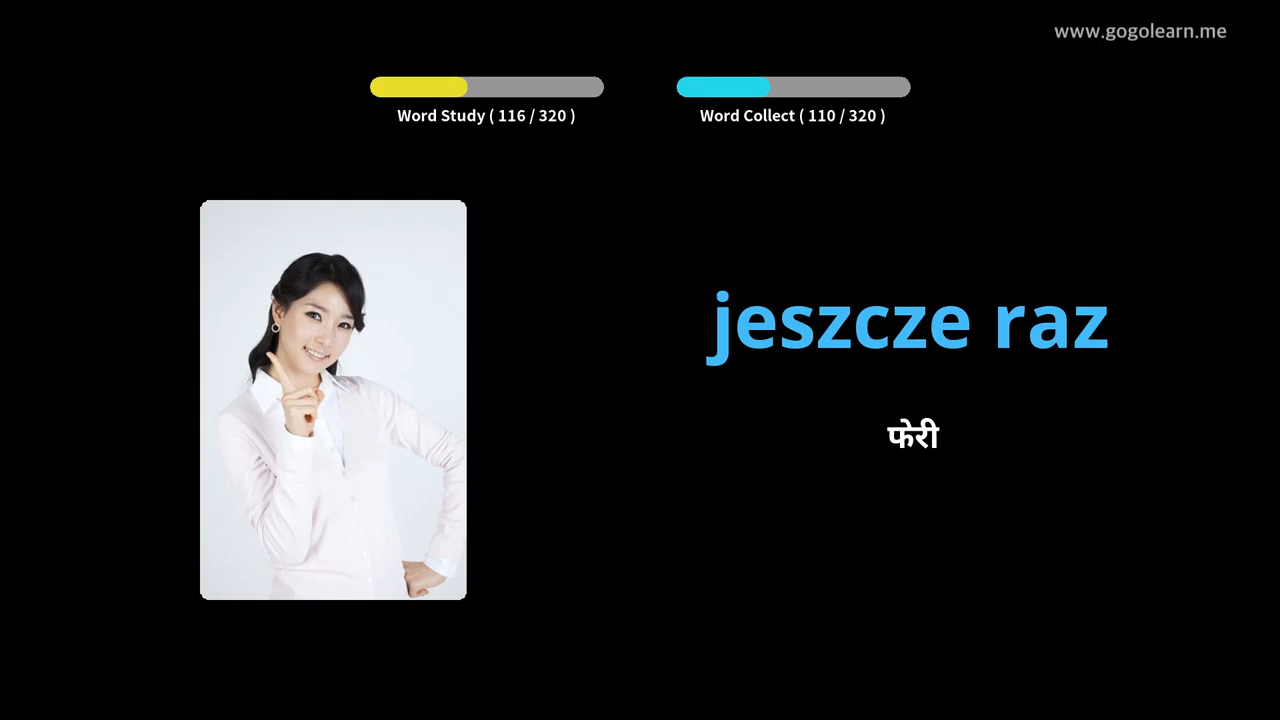 www.gogolearn.me
Word Study ( 116 / 320 )
Word Collect ( 110 / 320 )
jeszcze raz
फेरी